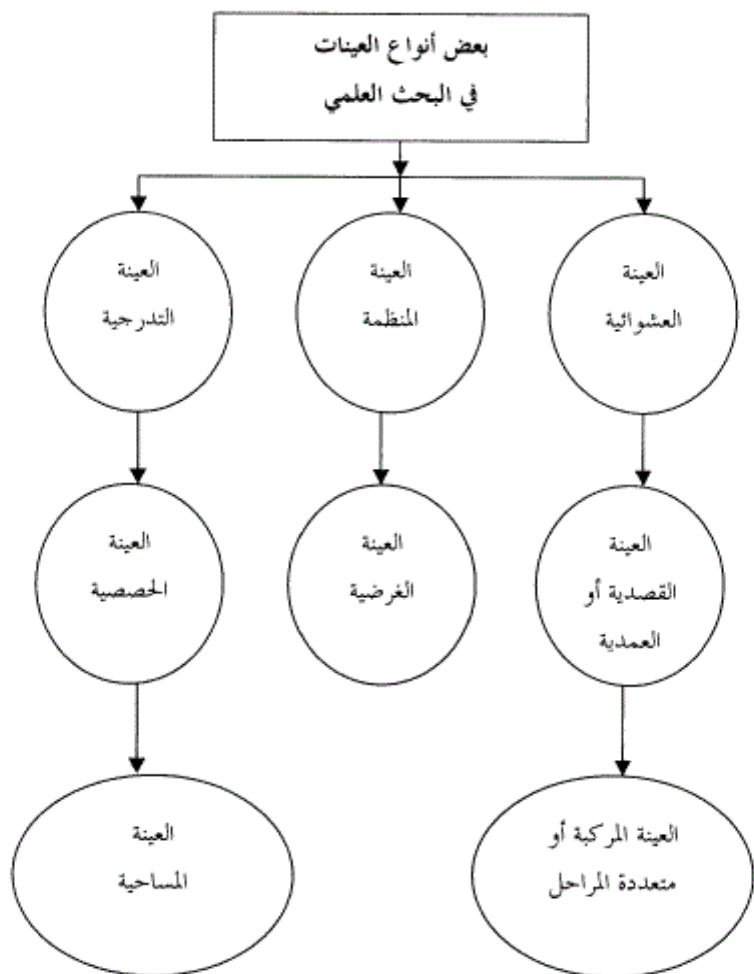 بعض أنواع العينات
في البحث العلمي
العينة
العشوائية
العينة
المنظمة
العينة
التدرجية
العينة
القصدية أو
العمدية
العينة
الغرضية
العينة
الحصصية
العينة المركبة أو
متعددة المراحل
العينة
المساحية